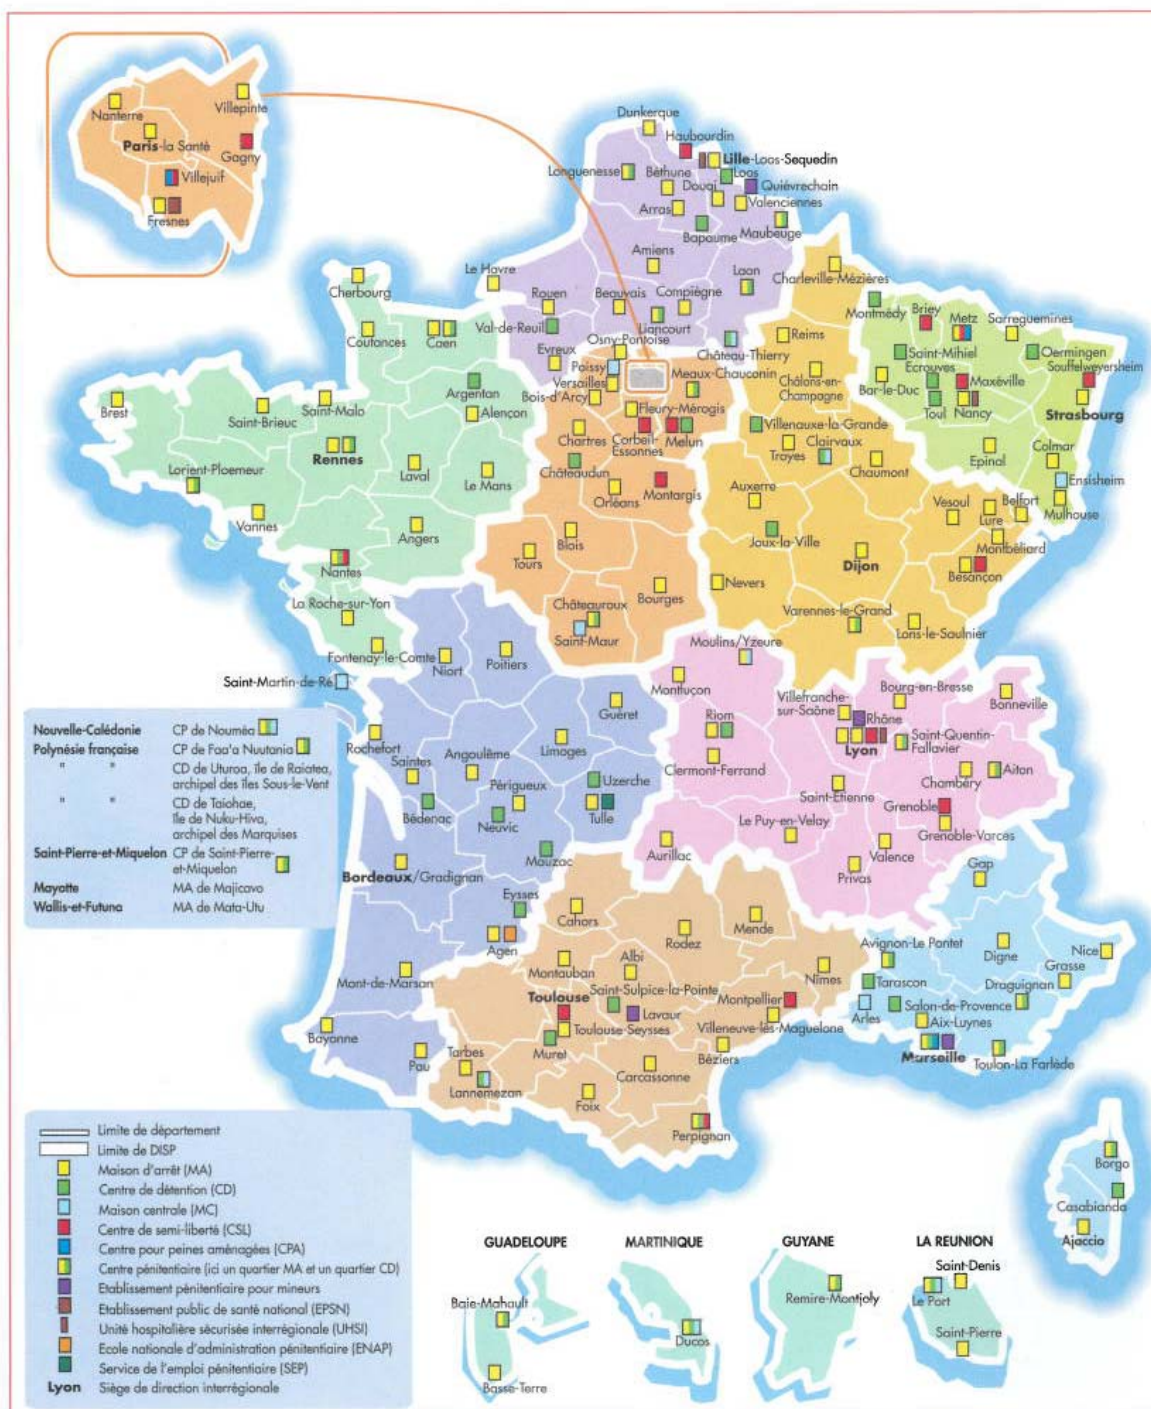 Nanterre
Villepinte
Paris-la Santé
Gagny
Villejuif
Fresnes
Dunkerque
Haubourdin
Lille-Loos-Sequedin
Longuenesse
Béthune
Loos
Douai
Quiévrechain
Arras
Valenciennes
Bapaume
Maubeuge
Amiens
Charleville-Mézières
Le Havre
Cherbourg
Rouen
Beauvais
Compiègne
Laon
Montmédy
Briey
Metz
Sarreguemines
Coutances
Caen
Val-de-Reuil
Liancourt
Osny-Pontoise
Château-Thierry
Reims
Saint-Mihiel
Oermingen
Evreux
Poissy
Meaux-Chauconin
Ecrouves
Souffelweyersheim
Versailles
Bois-d'Arcy
Châlons-en-
Champagne
Bar-le-Duc
Maxéville
Argentan
Brest
Saint-Brieuc
Saint-Malo
Alençon
Fleury-Mérogis
Villenauxe-la-Grande
Toul
Nancy
Strasbourg
Chartres
Corbeil-
Essonnes
Melun
Clairvaux
Troyes
Rennes
Epinal
Colmar
Lorient-Ploemeur
Laval
Le Mans
Châteaudun
Chaumont
Ensisheim
Orléans
Montargis
Auxerre
Vesoul
Belfort
Mulhouse
Vannes
Angers
Lure
Blois
Joux-la-Ville
Montbéliard
Tours
Dijon
Besançon
Nantes
Nevers
Bourges
La Roche-sur-Yon
Châteauroux
Varennes-le-Grand
Saint-Maur
Lons-le-Saulnier
Fontenay-le-Comte
Niort
Poitiers
Moulins/Yzeure
Saint-Martin-de-Ré
Montluçon
Bourg-en-Bresse
Bonneville
Villefranche-
sur-Saône
Guéret
Rhône
Riom
Saint-Quentin-
Fallavier
Nouvelle-Calédonie CP de Nouméa
Polynésie française CP de Faa'a Nuutania
" " CD de Uturoa, île de Raiatea,
archipel des îles Sous-le-Vent
" " CD de Taiohae,
île de Nuku-Hiva,
archipel des Marquises
Saint-Pierre-et-Miquelon CP de Saint-Pierre-
et-Miquelon
Mayotte MA de Majicavo
Wallis-et-Futuna MA de Mata-Utu
Rochefort
Limoges
Lyon
Saintes
Angoulême
Clermont-Ferrand
Chambéry
Aiton
Périgueux
Uzerche
Saint-Etienne
Bédenac
Neuvic
Tulle
Grenoble
Le Puy-en-Velay
Grenoble-Varces
Mauzac
Aurillac
Valence
Bordeaux/Gradignan
Privas
Gap
Eysses
Cahors
Mende
Agen
Rodez
Avignon-Le Pontet
Digne
Nice
Montauban
Albi
Grasse
Mont-de-Marsan
Nîmes
Tarascon
Draguignan
Saint-Sulpice-la-Pointe
Toulouse
Montpellier
Salon-de-Provence
Arles
Lavaur
Aix-Luynes
Toulouse-Seysses
Villeneuve-lès-Maguelone
Bayonne
Muret
Béziers
Marseille
Toulon-La Farlède
Pau
Tarbes
Lannemezan
Carcassonne
Foix
Perpignan
Borgo
Casabianda
Ajaccio
Limite de département
Limite de DISP
Maison d'arrêt (MA)
Centre de détention (CD)
Maison centrale (MC)
Centre de semi-liberté (CSL)
Centre pour peines aménagées (CPA)
Centre pénitentiaire (ici un quartier MA et un quartier CD)
Etablissement pénitentiaire pour mineurs
Etablissement public de santé national (EPSN)
Unité hospitalière sécurisée interrégionale (UHSI)
Ecole nationale d'administration pénitentiaire (ENAP)
Service de l'emploi pénitentiaire (SEP)
Lyon Siège de direction interrégionale
GUADELOUPE
MARTINIQUE
GUYANE
LA REUNION
Saint-Denis
Baie-Mahault
Remire-Montjoly
Le Port
Ducos
Saint-Pierre
Basse-Terre